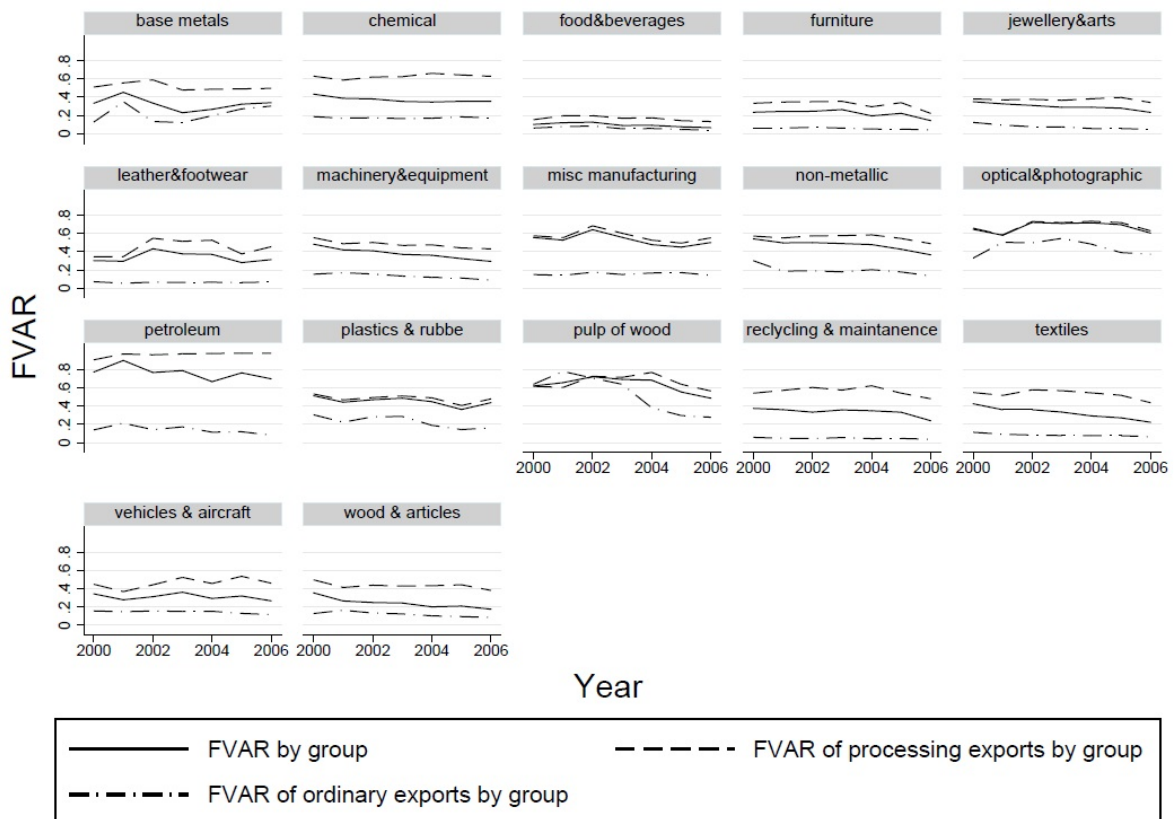 base metals chemical food&beverages furniture jewellery&arts
.8
.6
.4
.2
0
leather&footwear machinery&equipment misc manufacturing non-metallic optical&photographic
.8
.6
.4
.2
0
petroleum plastics & rubbe pulp of wood reclycling & maintanence textiles
.8
.6
.4
.2
0
2000 2002 2004 2006 2000 2002 2004 2006 2000 2002 2004 2006
vehicles & aircraft wood & articles
.8
.6
.4
.2
0
2000 2002 2004 2006 2000 2002 2004 2006
FVAR
Year
FVAR by group FVAR of processing exports by group
FVAR of ordinary exports by group